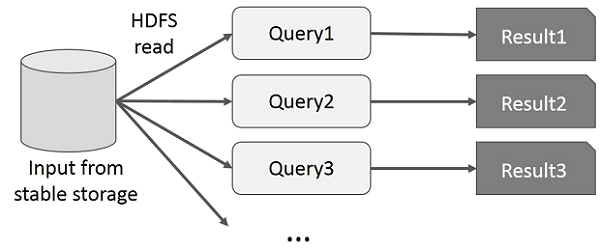 HDFS
read
Query1
Result1
Query2
Result2
Input from
stable storage
Query3
Result3
...